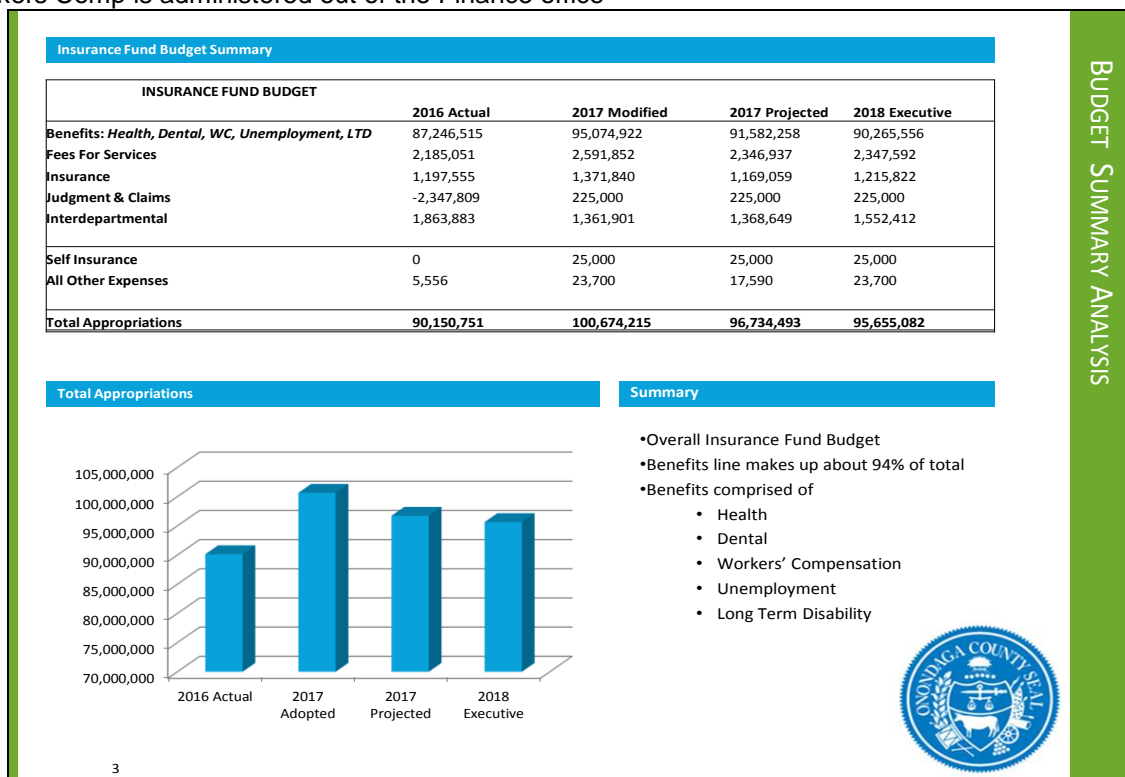 kers Comp is administered out of the Finance office
Insurance Fund Budget Summary
INSURANCE FUND BUDGET
2016 Actual 2017 Modified 2017 Projected 2018 Executive
Benefits: Health, Dental, WC, Unemployment, LTD 87,246,515 95,074,922 91,582,258 90,265,556
Fees For Services 2,185,051 2,591,852 2,346,937 2,347,592
Insurance 1,197,555 1,371,840 1,169,059 1,215,822
Judgment & Claims -2,347,809 225,000 225,000 225,000
Interdepartmental 1,863,883 1,361,901 1,368,649 1,552,412
Self Insurance 0 25,000 25,000 25,000
All Other Expenses 5,556 23,700 17,590 23,700
Total Appropriations 90,150,751 100,674,215 96,734,493 95,655,082
Total Appropriations
105,000,000
100,000,000
95,000,000
90,000,000
85,000,000
80,000,000
75,000,000
70,000,000
2016 Actual 2017 2017 2018
Adopted Projected Executive
Summary
•Overall Insurance Fund Budget
•Benefits line makes up about 94% of total
•Benefits comprised of
• Health
• Dental
• Workers’ Compensation
• Unemployment
• Long Term Disability
ONONDAGA COUNTY SEAL
3
BUDGET SUMMARY ANALYSIS